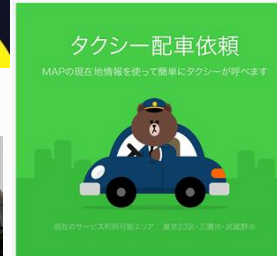 タクシー配車依頼
MAPの現在地情報を使って簡単にタクシーが呼べます
現在のサービス利用可能エリア：東京23区・三鷹市・武蔵野市